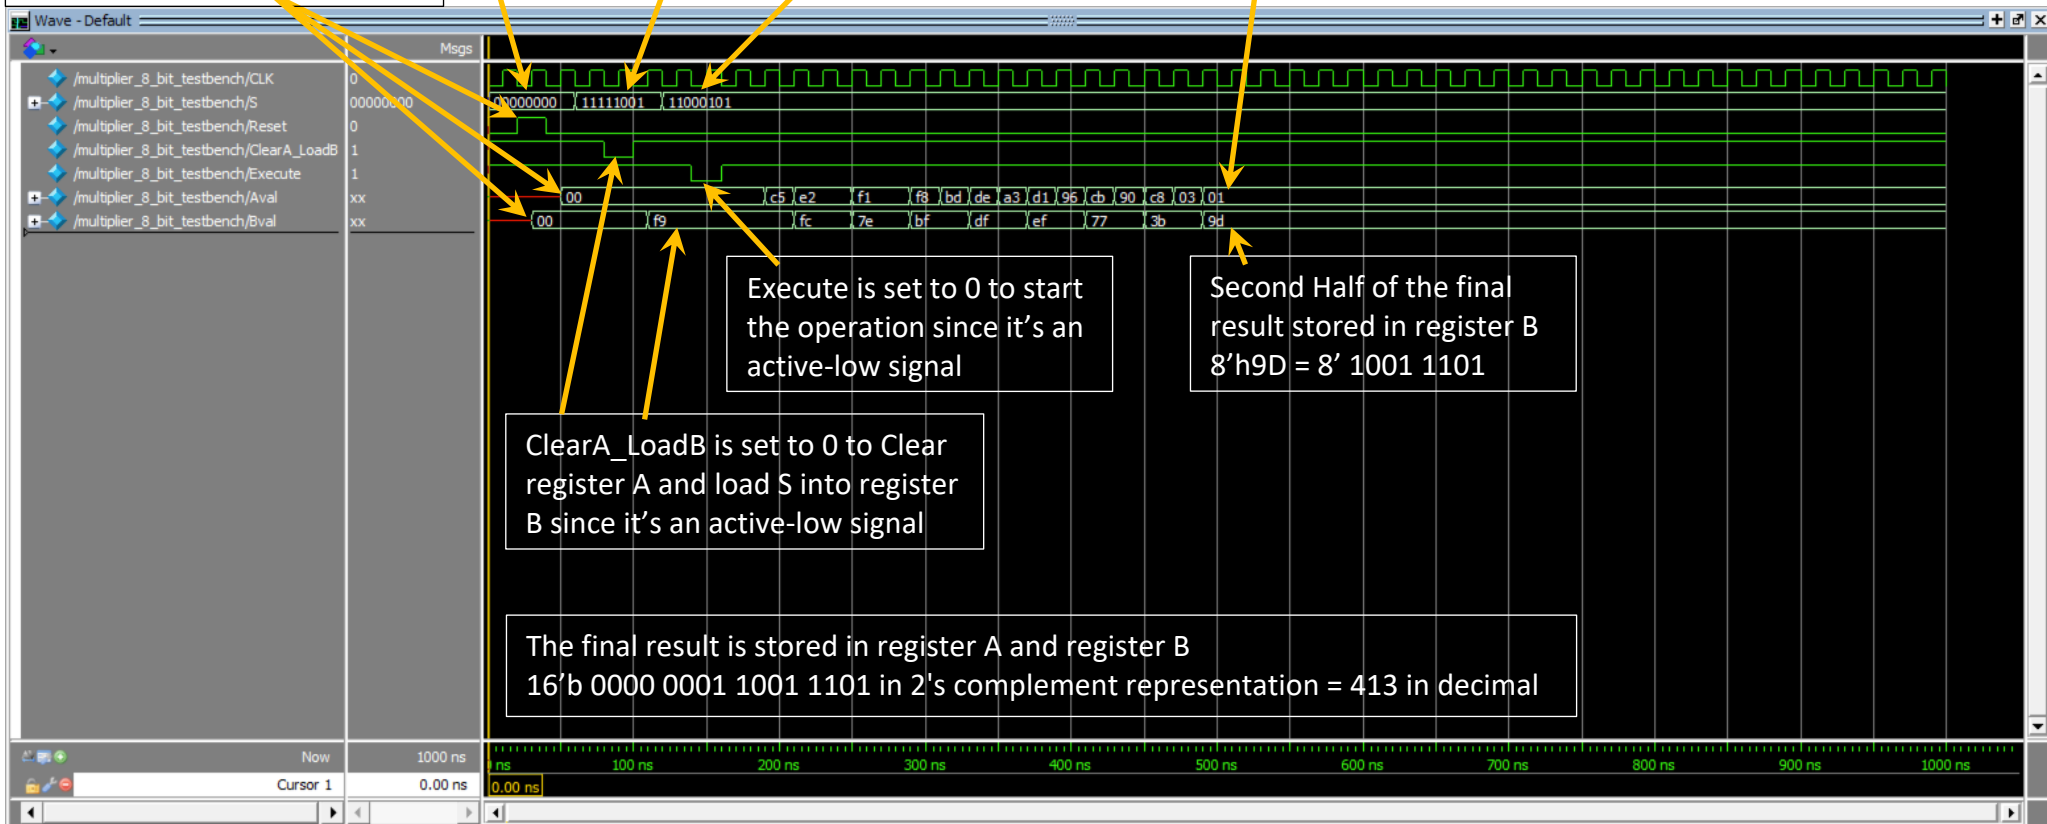 Wave - Default
Msgs
/multiplier_8_bit_testbench/CLK 0
/multiplier_8_bit_testbench/S 00000000 00000000 11111001 11000101
/multiplier_8_bit_testbench/Reset 0
/multiplier_8_bit_testbench/ClearA_LoadB 1
/multiplier_8_bit_testbench/Execute 1
/multiplier_8_bit_testbench/Aval xx 00 c5 e2 f1 f8 bd de a3 d1 96 cb 90 c8 03 01
/multiplier_8_bit_testbench/Bval xx 00 f9 fc 7e bf df ef 77 3b 9d
Execute is set to 0 to start
the operation since it’s an
active-low signal
Second Half of the final
result stored in register B
8’h9D = 8’ 1001 1101
ClearA_LoadB is set to 0 to Clear
register A and load S into register
B since it’s an active-low signal
The final result is stored in register A and register B
16’b 0000 0001 1001 1101 in 2's complement representation = 413 in decimal
Now 1000 ns ns 100 ns 200 ns 300 ns 400 ns 500 ns 600 ns 700 ns 800 ns 900 ns 1000 ns
Cursor 1 0.00 ns 0.00 ns